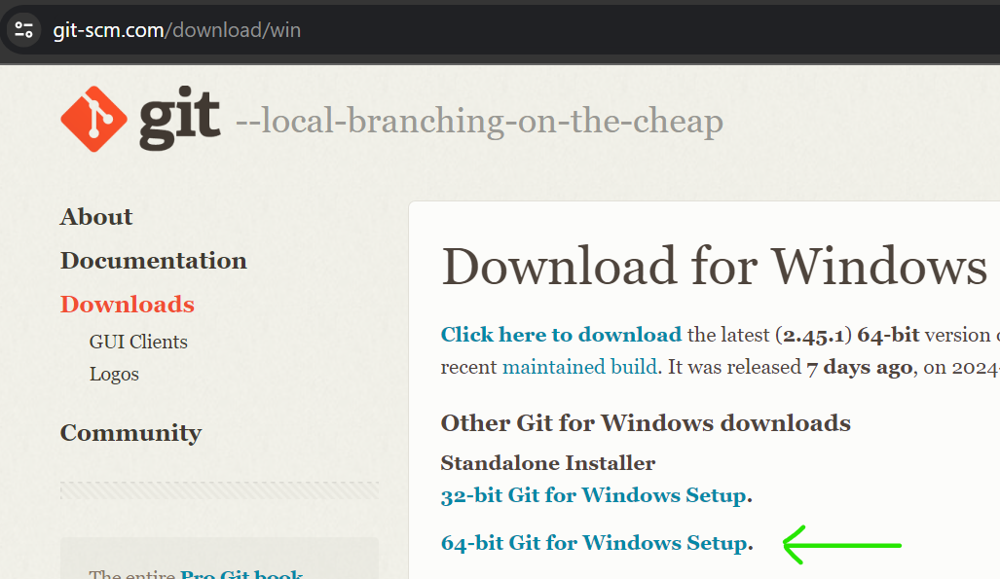 git-scm.com/download/win
git --local-branching-on-the-cheap
About
Documentation
Downloads
GUI Clients
Logos
Community
The entire Pro Git book
Download for Windows
Click here to download the latest (2.45.1) 64-bit version
recent maintained build. It was released 7 days ago, on 2024-
Other Git for Windows downloads
Standalone Installer
32-bit Git for Windows Setup.
64-bit Git for Windows Setup.